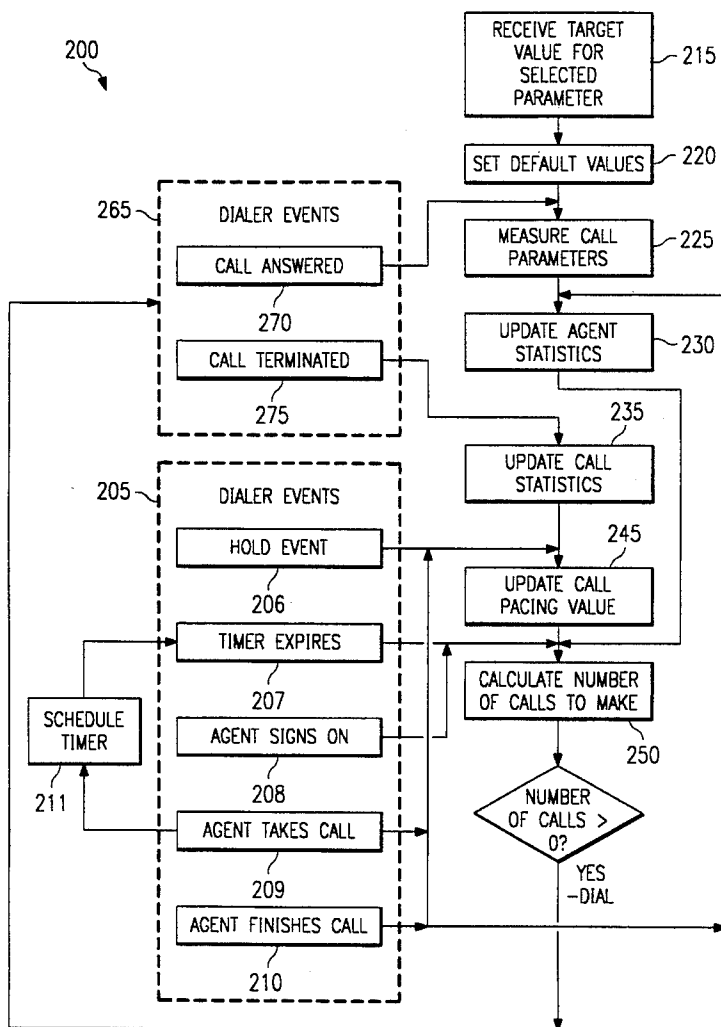 200
RECEIVE TARGET
VALUE FOR
SELECTED
PARAMETER
215
SET DEFAULT VALUES
220
265
DIALER EVENTS
CALL ANSWERED
270
CALL TERMINATED
275
MEASURE CALL
PARAMETERS
225
UPDATE AGENT
STATISTICS
230
235
UPDATE CALL
STATISTICS
205
DIALER EVENTS
HOLD EVENT
206
TIMER EXPIRES
207
AGENT SIGNS ON
208
AGENT TAKES CALL
209
AGENT FINISHES CALL
210
SCHEDULE
TIMER
211
245
UPDATE CALL
PACING VALUE
CALCULATE NUMBER
OF CALLS TO MAKE
250
NUMBER
OF CALLS >
0?
YES
-DIAL